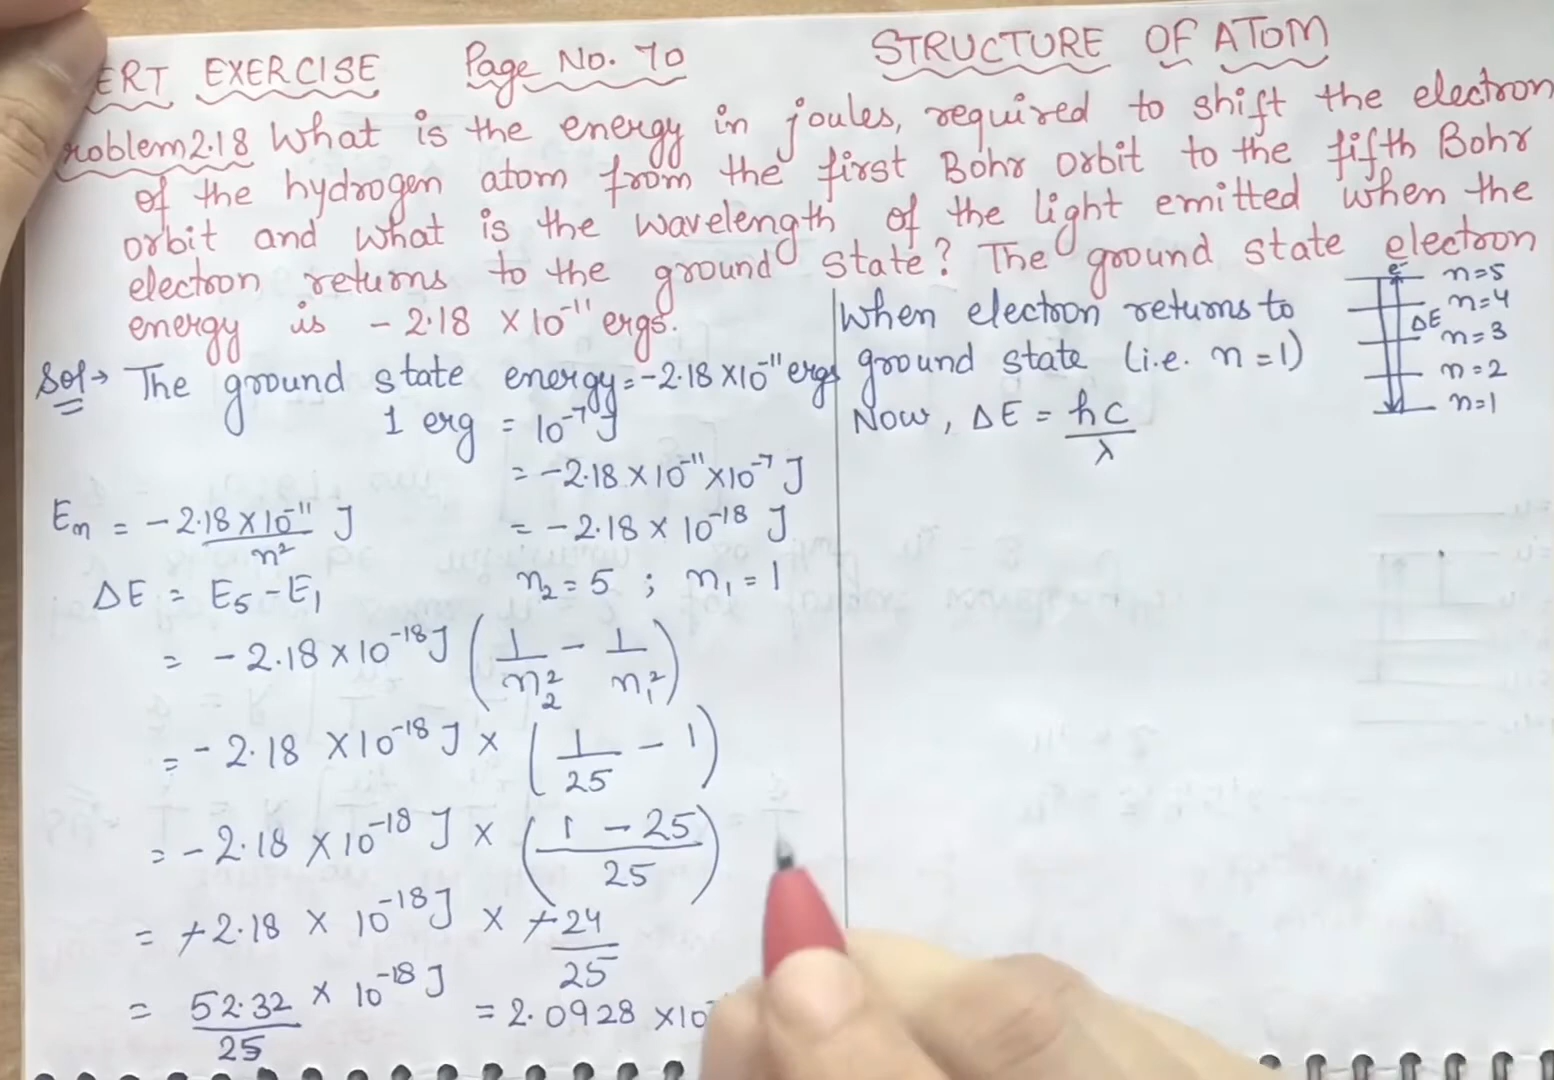 ERT EXERCISE Page No. 70 STRUCTURE OF ATOM
roblem 2.18 What is the energy in joules, required to shift the electron
of the hydrogen atom from the first Bohr orbit to the fifth Bohr
orbit and what is the wavelength of the light emitted when the
electron returns to the ground state? The ground state electron
energy is -2.18 × 10⁻¹¹ ergs.
Sol → The ground state energy = -2.18 × 10⁻¹¹ ergs
1 erg = 10⁻⁷ J
= -2.18 × 10⁻¹¹ × 10⁻⁷ J
= -2.18 × 10⁻¹⁸ J
Eₙ = -2.18 × 10⁻¹¹ / n² J
n₂ = 5 ; n₁ = 1
ΔE = E₅ - E₁
= -2.18 × 10⁻¹⁸ J (1/n₂² - 1/n₁²)
= -2.18 × 10⁻¹⁸ J × (1/25 - 1)
= -2.18 × 10⁻¹⁸ J × (1 - 25 / 25)
= +2.18 × 10⁻¹⁸ J × +24/25
= 52.32/25 × 10⁻¹⁸ J = 2.0928 × 10
When electron returns to
ground state (i.e. n = 1)
Now, ΔE = hc/λ
e⁻ n=5
n=4
ΔE n=3
n=2
n=1